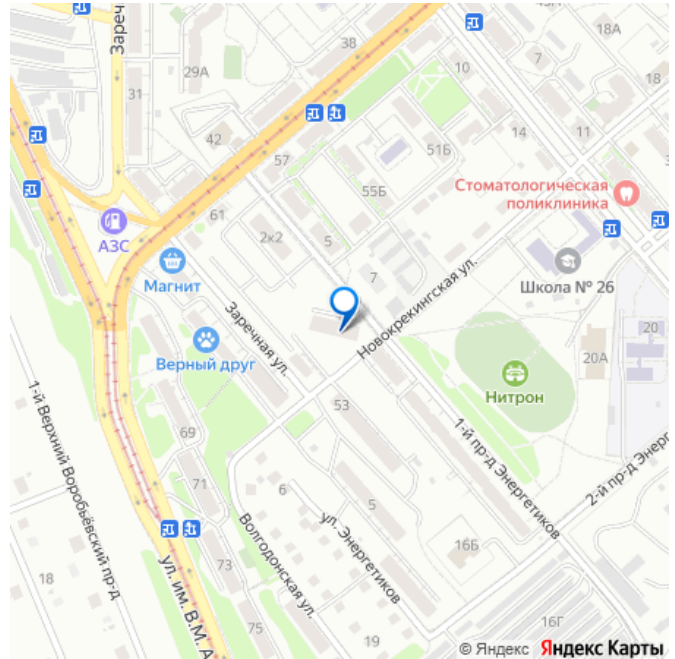 43А
Зареч
38
7
18
29А
10
31
42
14
11
57
51Б
55Б
Стоматологическая
поликлиника
61
АЗС
2к2
5
7
Магнит
Школа № 26
Новокрекингская ул.
Заречная ул.
20
20А
Верный друг
Нитрон
1-й Верхний Воробьёвский пр-д
53
69
1-й пр-д Энергетиков
2-й пр-д Энерг
71
6
5
ул. Энергетиков
16Б
Волгодонская ул.
73
18
ул. им. В.М. А
75
19
16Г
© Яндекс Яндекс Карты